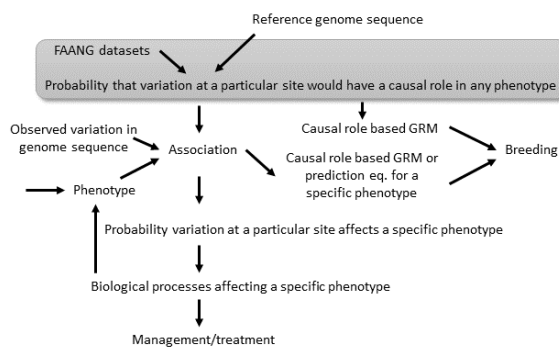 Reference genome sequence
FAANG datasets
Probability that variation at a particular site would have a causal role in any phenotype
Observed variation in
genome sequence
Association
Causal role based GRM
Causal role based GRM or
prediction eq. for a
specific phenotype
Breeding
Phenotype
Probability variation at a particular site affects a specific phenotype
Biological processes affecting a specific phenotype
Management/treatment